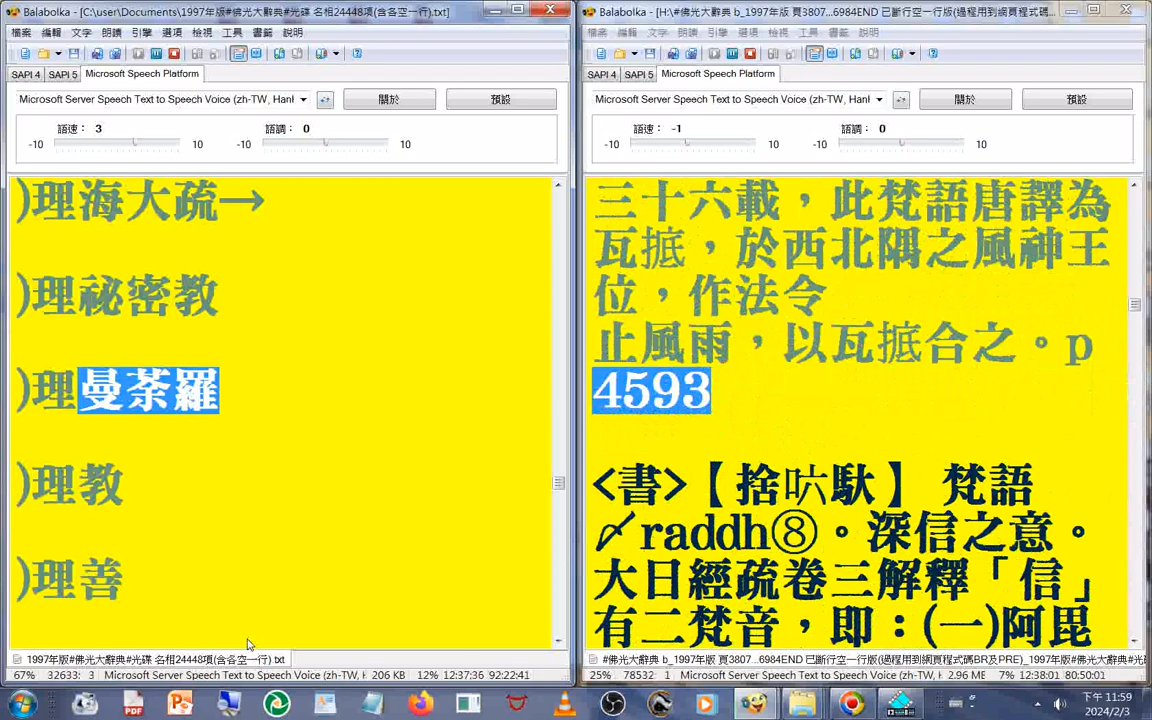 Balabolka - [C:\user\Documents\1997年版#佛光大辭典#光碟 名相24448項(含各空一行).txt]
檔案 編輯 文字 朗讀 引擎 選項 檢視 工具 書籤 說明
SAPI 4 SAPI 5 Microsoft Speech Platform
Microsoft Server Speech Text to Speech Voice (zh-TW, HanH
關於
預設
語速： 3
語調： 0
-10 10 -10 10
)理海大疏→
)理祕密教
)理曼荼羅
)理教
)理善
1997年版#佛光大辭典#光碟 名相24448項(含各空一行).txt
67% 32633: 3 Microsoft Speech Platform: Microsoft Server Speech Text to Speech Voice (zh-TW, H 206 KB 12% 12:37:36 92:22:41
Balabolka - [H:\#佛光大辭典 b_1997年版 頁3807...6984END 已斷行空一行版(過程用到網頁程式碼...
檔案 編輯 文字 朗讀 引擎 選項 檢視 工具 書籤 說明
SAPI 4 SAPI 5 Microsoft Speech Platform
Microsoft Server Speech Text to Speech Voice (zh-TW, HanH
關於
預設
語速： -1
語調： 0
-10 10 -10 10
三十六載，此梵語唐譯為
瓦㧖，於西北隅之風神王
位，作法令
止風雨，以瓦㧖合之。p
4593
<書>【捨𠯁馱】 梵語
〆raddh⑧。深信之意。
大日經疏卷三解釋「信」
有二梵音，即：(一)阿毘
#佛光大辭典 b_1997年版 頁3807...6984END 已斷行空一行版(過程用到網頁程式碼BR及PRE)_1997年版#光
25% 78532: 1 Microsoft Server Speech Text to Speech Voice (zh-TW, H 2.96 ME 7% 12:38:01 80:50:01
下午 11:59
2024/2/3